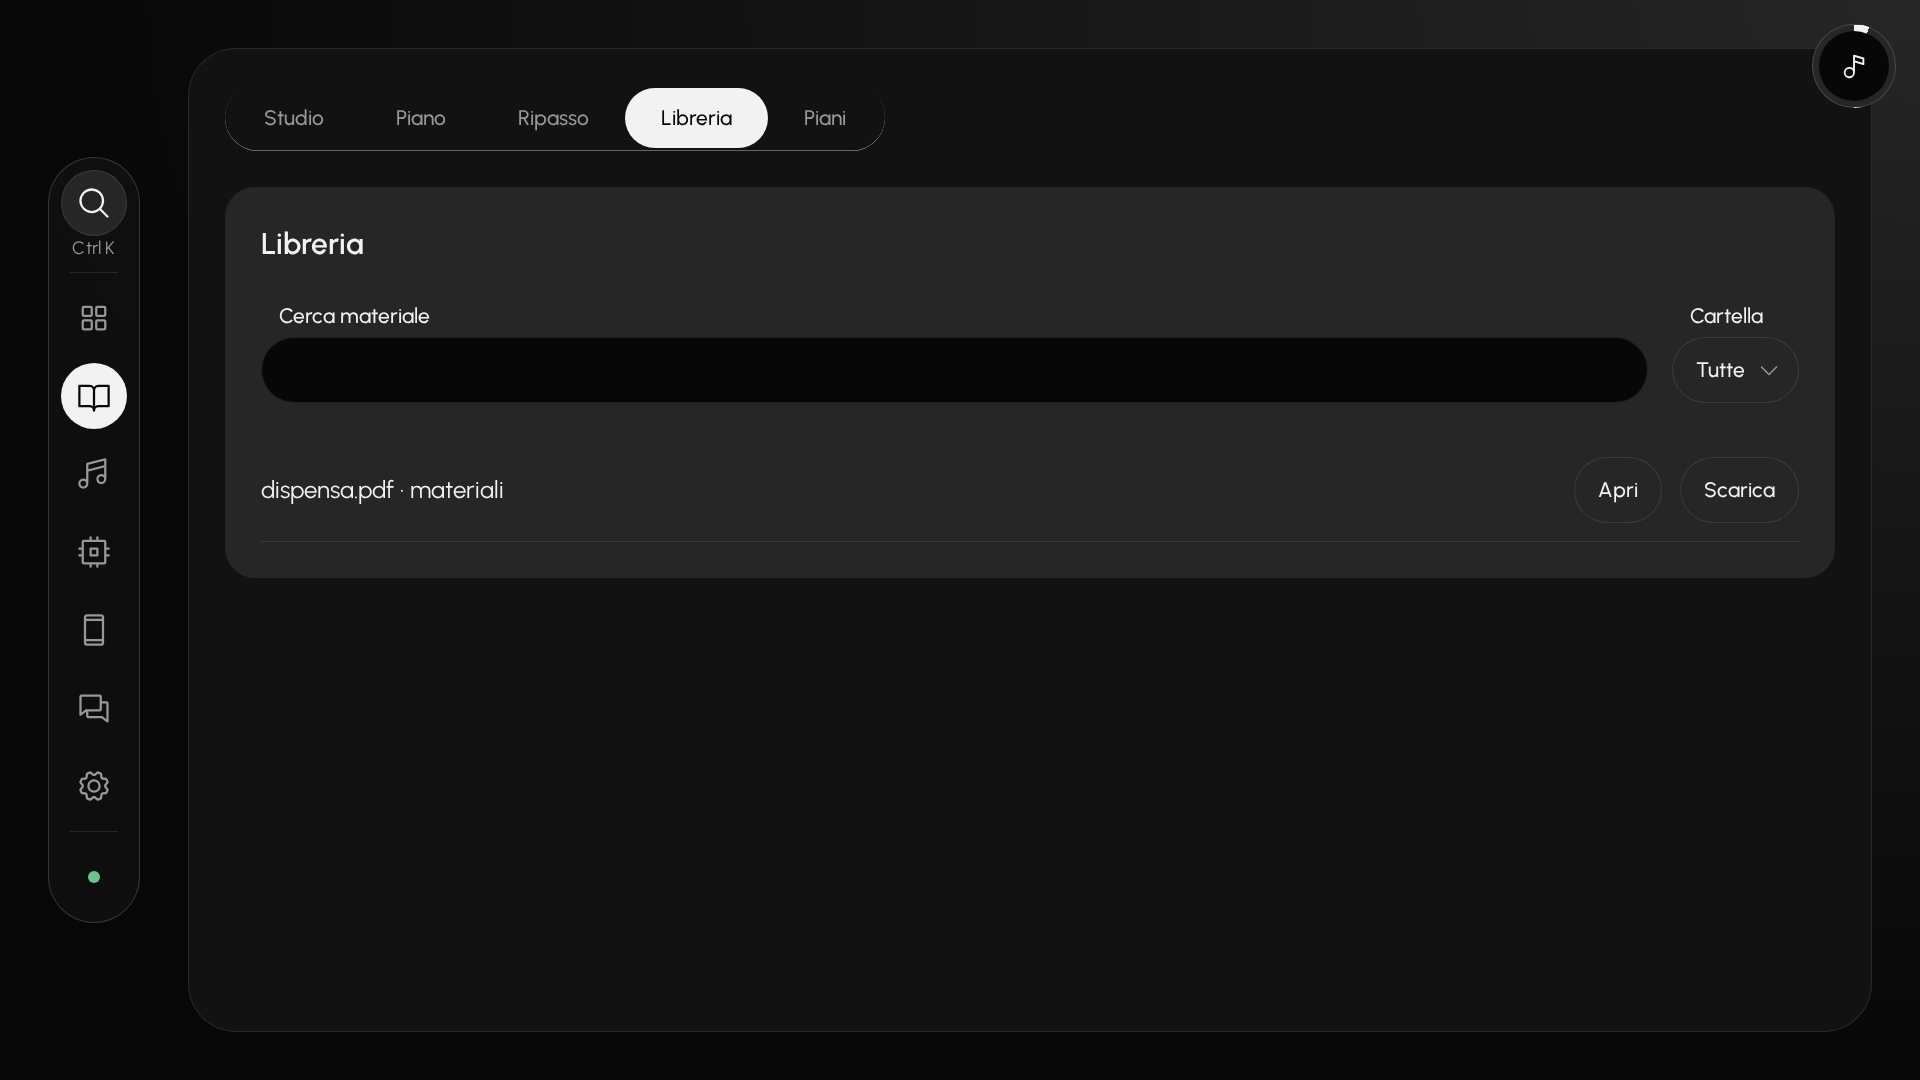 Studio Piano Ripasso Libreria Piani
Ctrl K
Libreria
Cerca materiale Cartella
Tutte
dispensa.pdf · materiali Apri Scarica